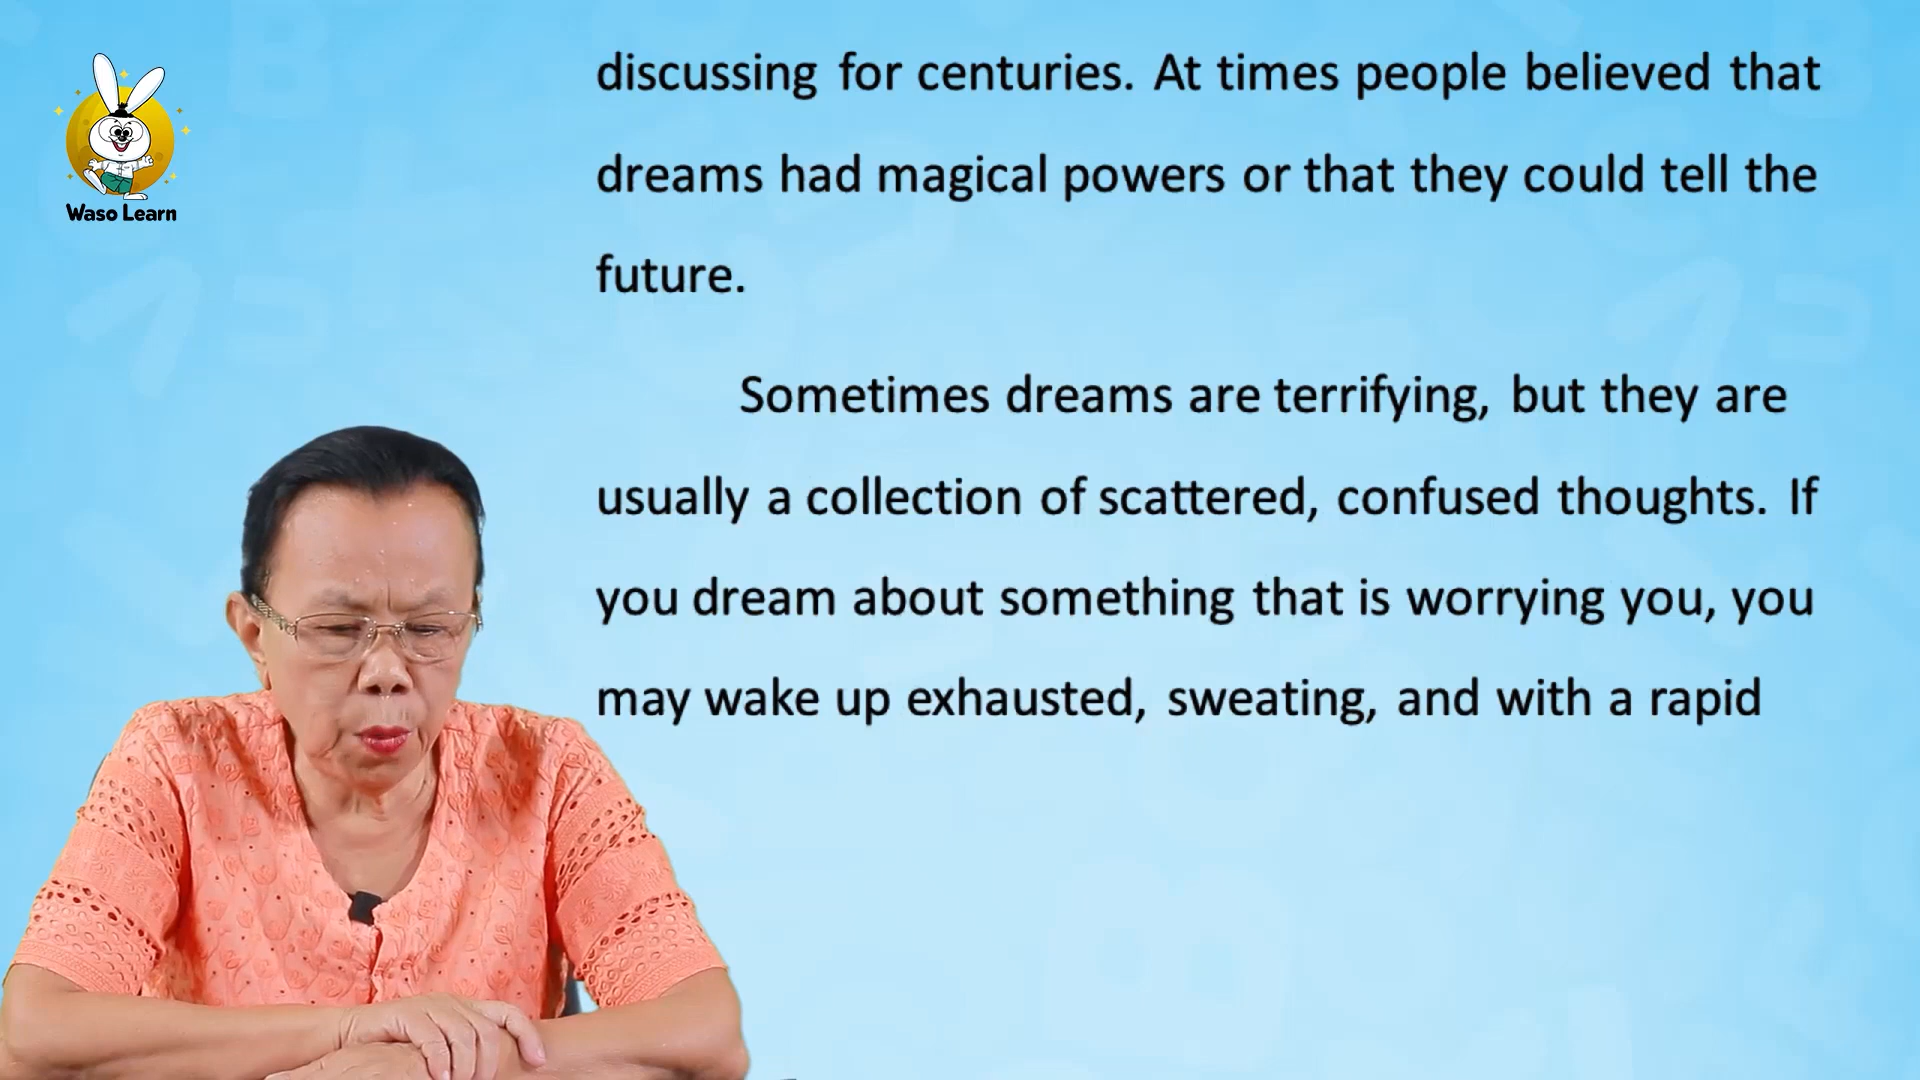 Waso Learn
discussing for centuries. At times people believed that
dreams had magical powers or that they could tell the
future.
Sometimes dreams are terrifying, but they are
usually a collection of scattered, confused thoughts. If
you dream about something that is worrying you, you
may wake up exhausted, sweating, and with a rapid